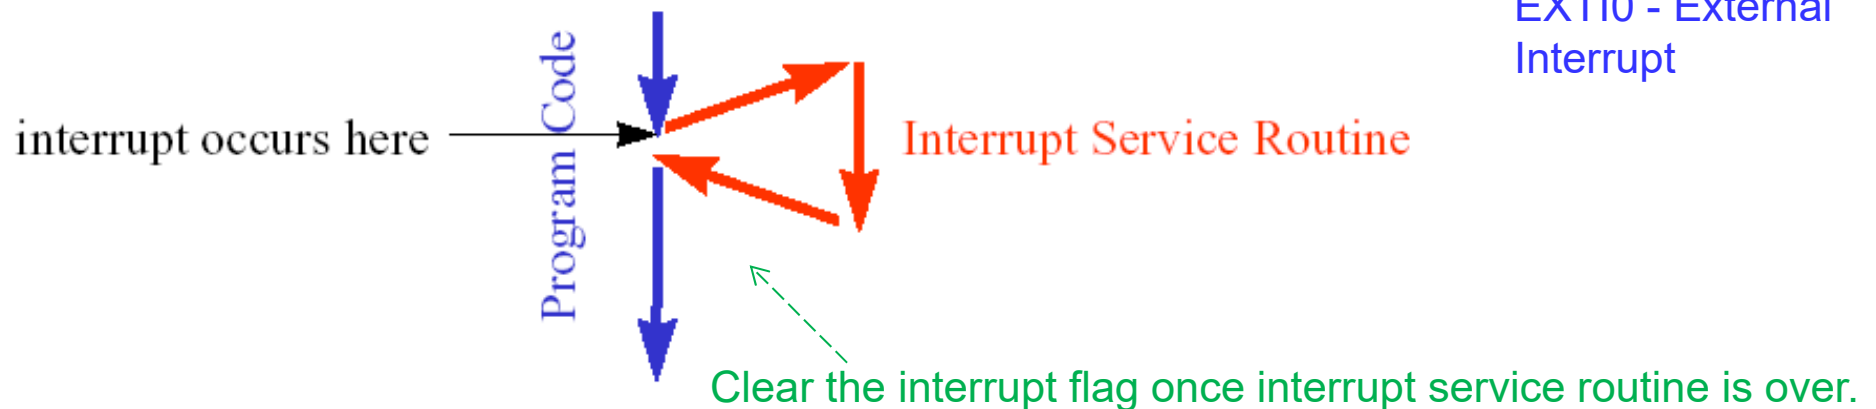 EXTI0 - External
Interrupt
Program Code
interrupt occurs here
Interrupt Service Routine
Clear the interrupt flag once interrupt service routine is over.